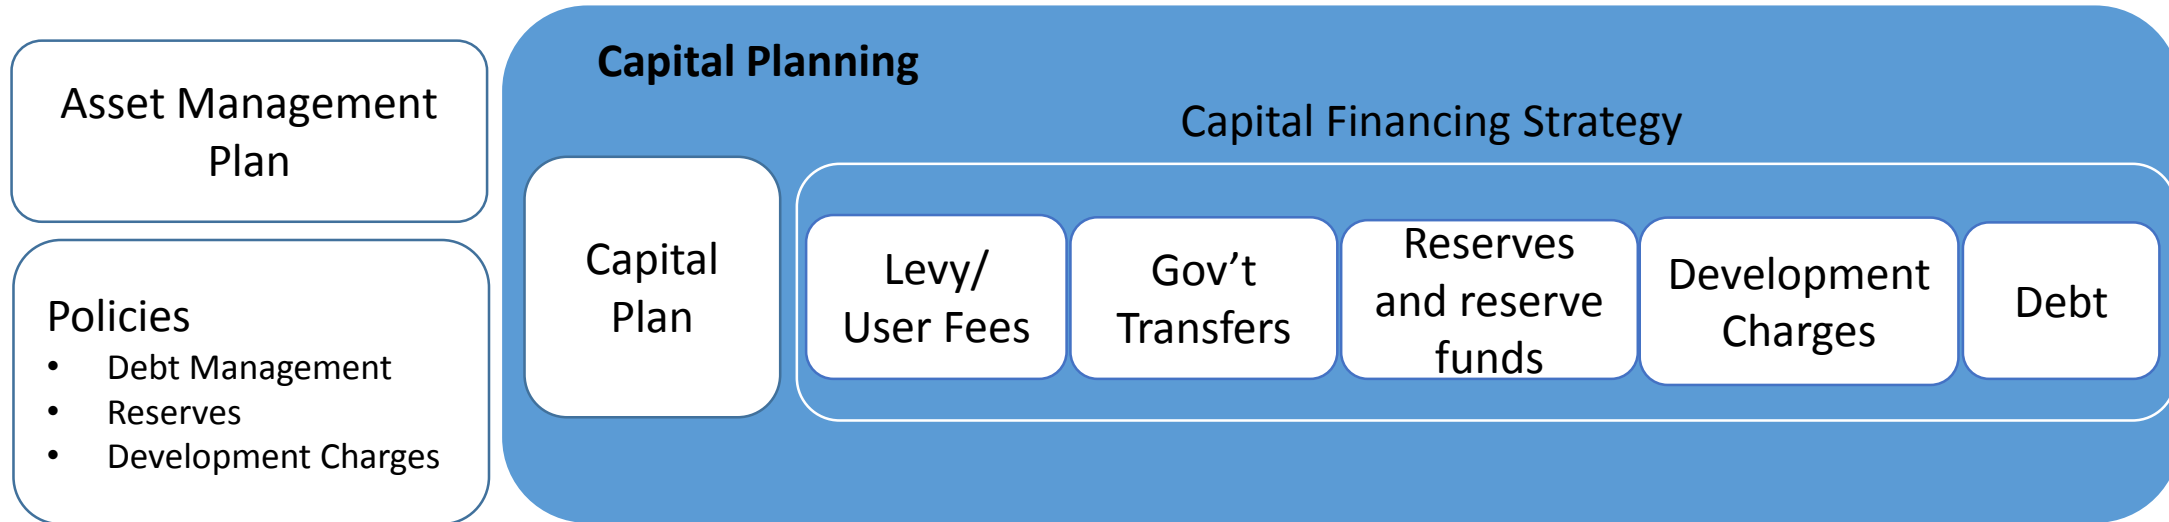 Asset Management
Plan
Policies
• Debt Management
• Reserves
• Development Charges
Capital Planning
Capital Financing Strategy
Capital
Plan
Levy/
User Fees
Gov’t
Transfers
Reserves
and reserve
funds
Development
Charges
Debt